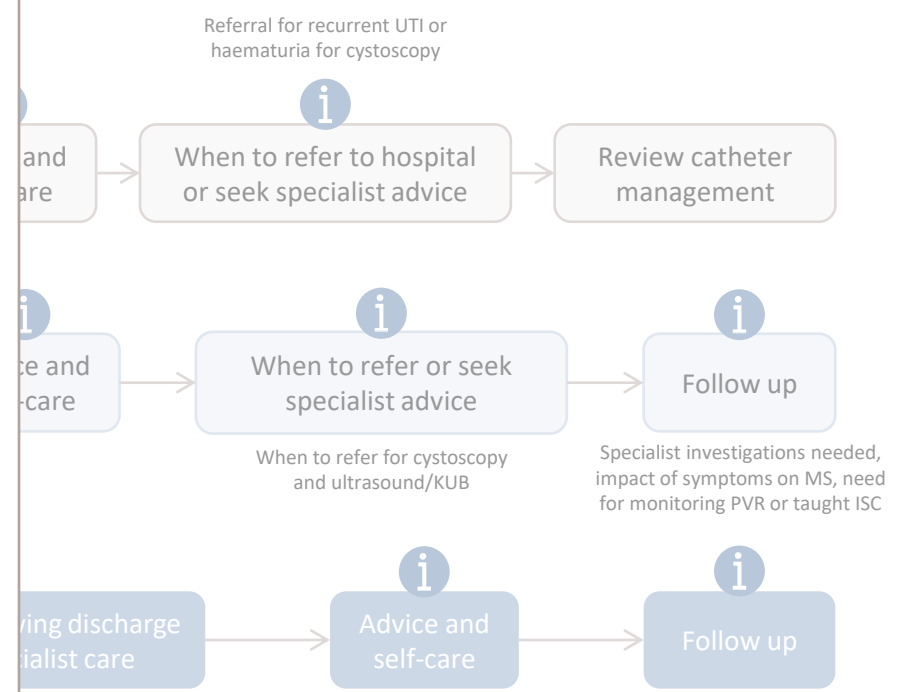 Referral for recurrent UTI or
haematuria for cystoscopy
i
and
are
When to refer to hospital
or seek specialist advice
Review catheter
management
i
i
i
ce and
-care
When to refer or seek
specialist advice
Follow up
When to refer for cystoscopy
and ultrasound/KUB
Specialist investigations needed,
impact of symptoms on MS, need
for monitoring PVR or taught ISC
i
i
ving discharge
ialist care
Advice and
self-care
Follow up